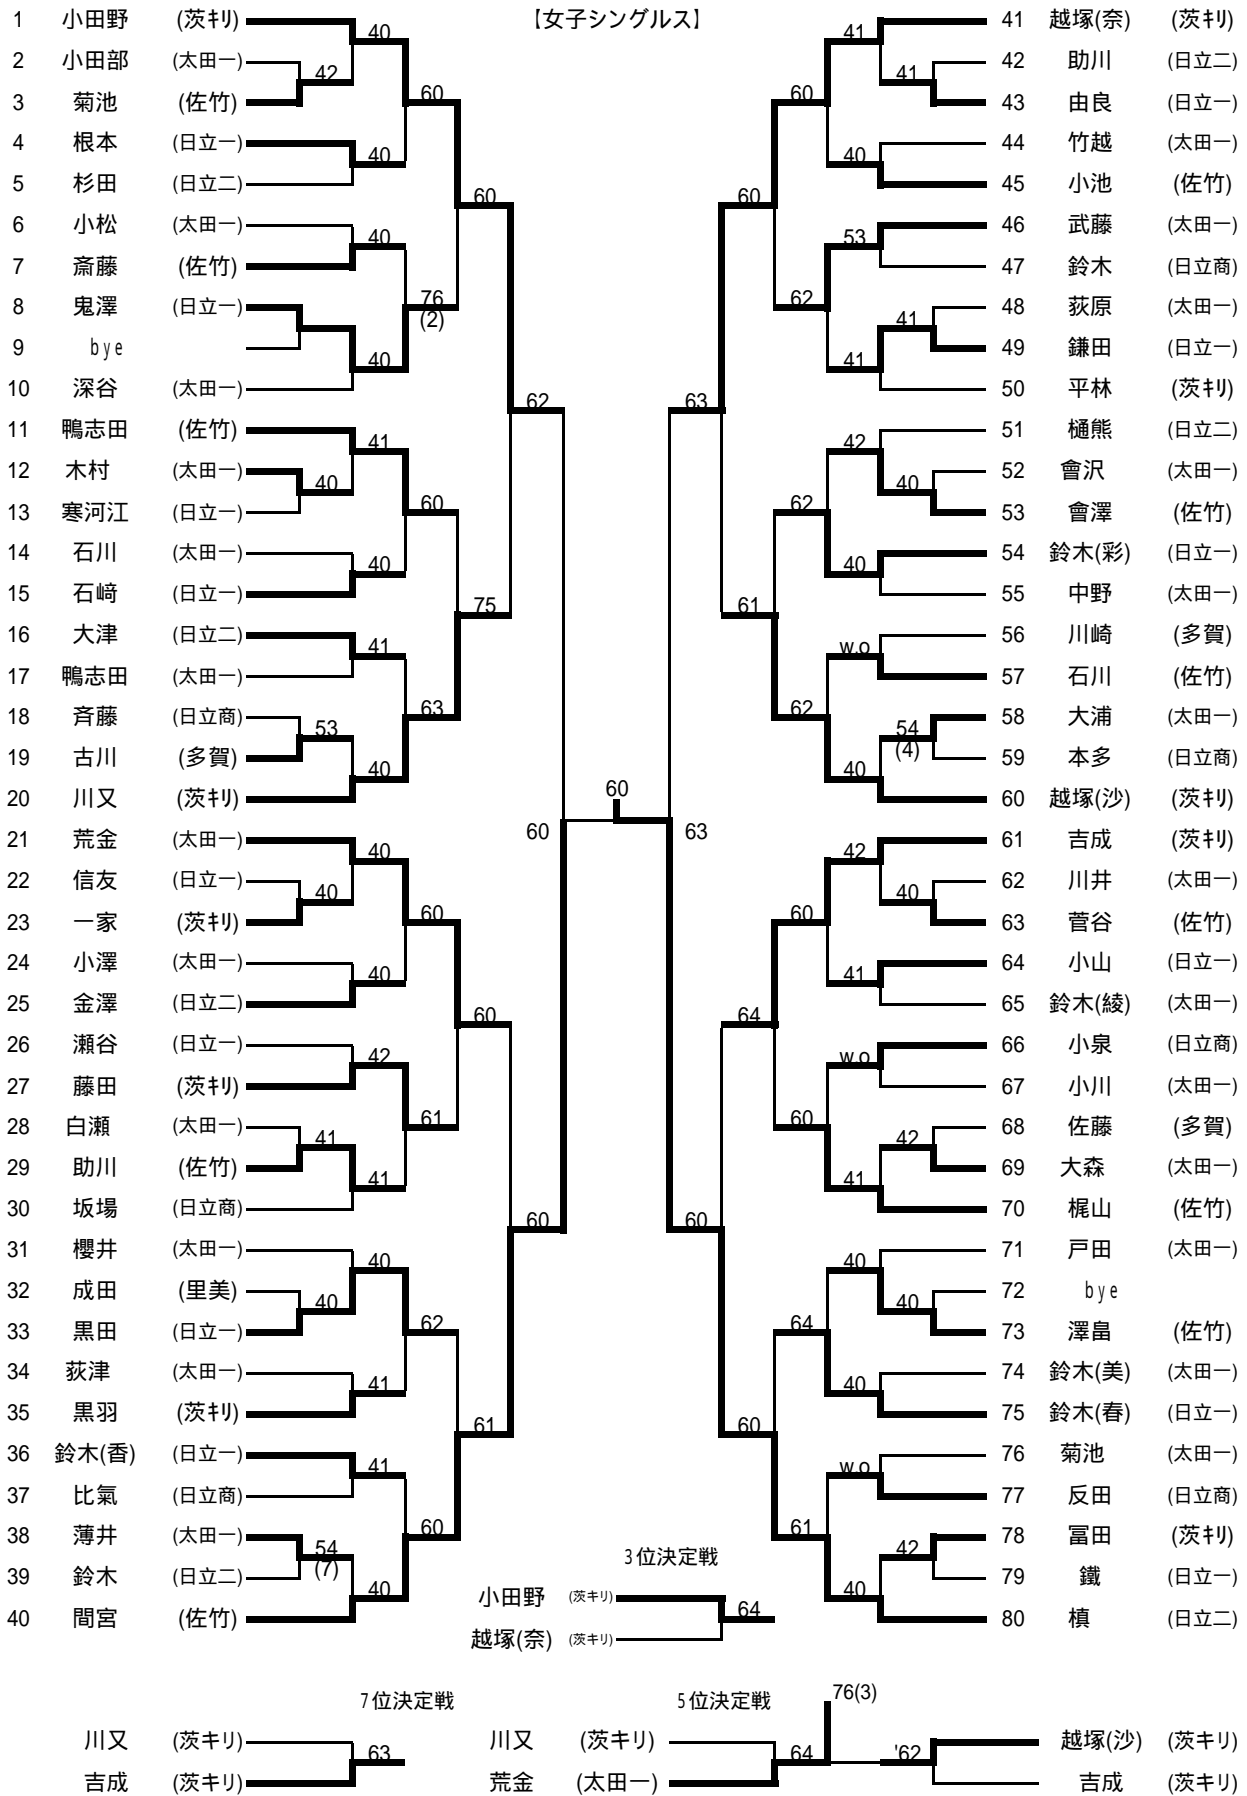 【女子シングルス】
1 小田野 (茨キリ)
2 小田部 (太田一)
3 菊池 (佐竹)
4 根本 (日立一)
5 杉田 (日立二)
6 小松 (太田一)
7 斎藤 (佐竹)
8 鬼澤 (日立一)
9 bye
10 深谷 (太田一)
11 鴨志田 (佐竹)
12 木村 (太田一)
13 寒河江 (日立一)
14 石川 (太田一)
15 石﨑 (日立一)
16 大津 (日立二)
17 鴨志田 (太田一)
18 斉藤 (日立商)
19 古川 (多賀)
20 川又 (茨キリ)
21 荒金 (太田一)
22 信友 (日立一)
23 一家 (茨キリ)
24 小澤 (太田一)
25 金澤 (日立二)
26 瀬谷 (日立一)
27 藤田 (茨キリ)
28 白瀬 (太田一)
29 助川 (佐竹)
30 坂場 (日立商)
31 櫻井 (太田一)
32 成田 (里美)
33 黒田 (日立一)
34 荻津 (太田一)
35 黒羽 (茨キリ)
36 鈴木(香) (日立一)
37 比氣 (日立商)
38 薄井 (太田一)
39 鈴木 (日立二)
40 間宮 (佐竹)
42
40
54
(7)
53
40
41
40
40
40
40
40
41
40
41
40
40
40
42
41
40
41
41
40
60
76
(2)
60
63
60
61
62
60
60
75
60
61
62
60
60
60
63
63
60
60
61
64
60
60
62
62
62
60
60
64
61
41
40
53
41
42
40
w.o
40
42
41
w.o
41
40
40
w.o
40
41
41
40
54
(4)
40
42
40
42
41 越塚(奈) (茨キリ)
42 助川 (日立二)
43 由良 (日立一)
44 竹越 (太田一)
45 小池 (佐竹)
46 武藤 (太田一)
47 鈴木 (日立商)
48 荻原 (太田一)
49 鎌田 (日立一)
50 平林 (茨キリ)
51 樋熊 (日立二)
52 會沢 (太田一)
53 會澤 (佐竹)
54 鈴木(彩) (日立一)
55 中野 (太田一)
56 川崎 (多賀)
57 石川 (佐竹)
58 大浦 (太田一)
59 本多 (日立商)
60 越塚(沙) (茨キリ)
61 吉成 (茨キリ)
62 川井 (太田一)
63 菅谷 (佐竹)
64 小山 (日立一)
65 鈴木(綾) (太田一)
66 小泉 (日立商)
67 小川 (太田一)
68 佐藤 (多賀)
69 大森 (太田一)
70 梶山 (佐竹)
71 戸田 (太田一)
72 bye
73 澤畠 (佐竹)
74 鈴木(美) (太田一)
75 鈴木(春) (日立一)
76 菊池 (太田一)
77 反田 (日立商)
78 冨田 (茨キリ)
79 鐵 (日立一)
80 槙 (日立二)
3位決定戦
小田野 (茨キリ)
64
越塚(奈) (茨キリ)
7位決定戦
川又 (茨キリ)
63
吉成 (茨キリ)
5位決定戦
76(3)
川又 (茨キリ)
64
荒金 (太田一)
越塚(沙) (茨キリ)
'62
吉成 (茨キリ)